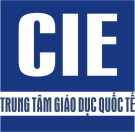 CIE
TRUNG TÂM GIÁO DỤC QUỐC TẾ